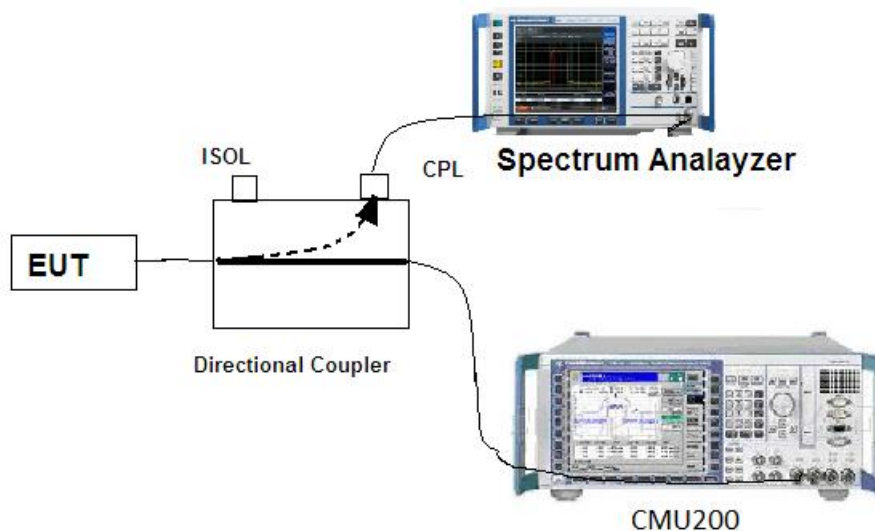 ISOL
CPL
Spectrum Analayzer
EUT
Directional Coupler
CMU200